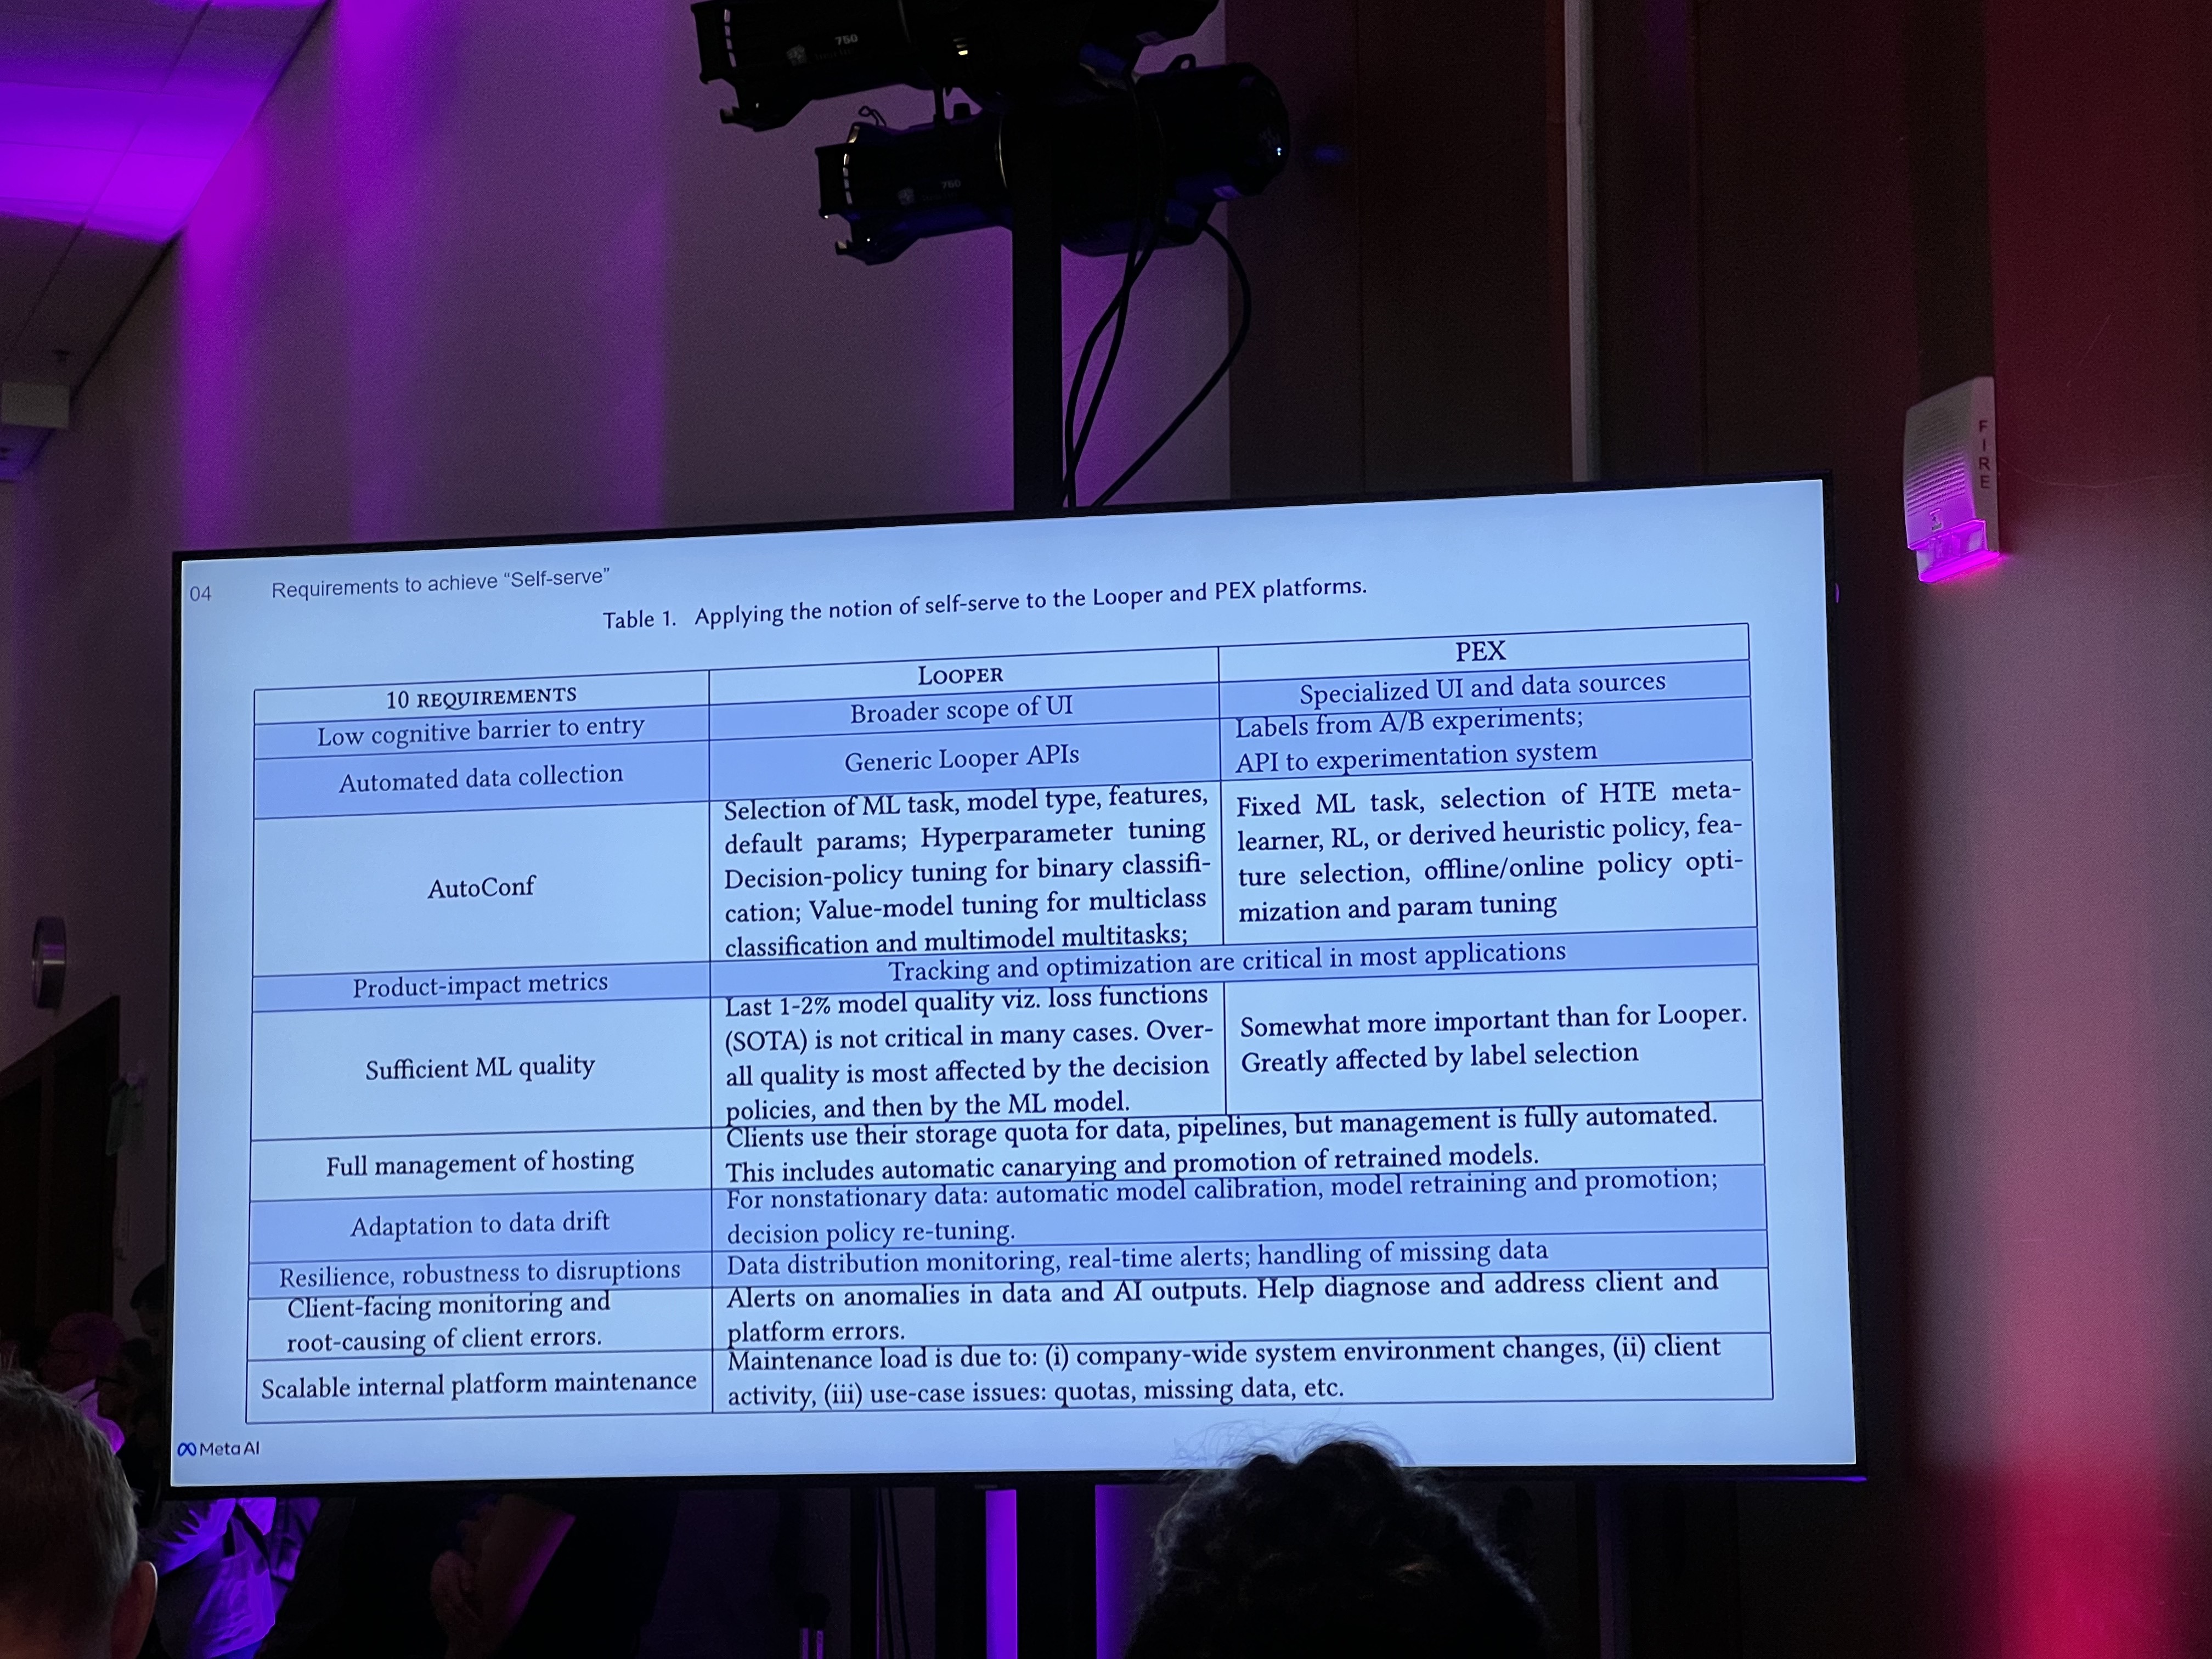 750
750
FIRE
04 Requirements to achieve “Self-serve”
Table 1. Applying the notion of self-serve to the Looper and PEX platforms.
10 REQUIREMENTS
LOOPER
PEX
Low cognitive barrier to entry
Broader scope of UI
Specialized UI and data sources
Automated data collection
Generic Looper APIs
Labels from A/B experiments;
API to experimentation system
AutoConf
Selection of ML task, model type, features,
default params; Hyperparameter tuning
Decision-policy tuning for binary classifi-
cation; Value-model tuning for multiclass
classification and multimodel multitasks;
Fixed ML task, selection of HTE meta-
learner, RL, or derived heuristic policy, fea-
ture selection, offline/online policy opti-
mization and param tuning
Product-impact metrics
Tracking and optimization are critical in most applications
Sufficient ML quality
Last 1-2% model quality viz. loss functions
(SOTA) is not critical in many cases. Over-
all quality is most affected by the decision
policies, and then by the ML model.
Somewhat more important than for Looper.
Greatly affected by label selection
Full management of hosting
Clients use their storage quota for data, pipelines, but management is fully automated.
This includes automatic canarying and promotion of retrained models.
Adaptation to data drift
For nonstationary data: automatic model calibration, model retraining and promotion;
decision policy re-tuning.
Resilience, robustness to disruptions
Data distribution monitoring, real-time alerts; handling of missing data
Client-facing monitoring and
root-causing of client errors.
Alerts on anomalies in data and AI outputs. Help diagnose and address client and
platform errors.
Scalable internal platform maintenance
Maintenance load is due to: (i) company-wide system environment changes, (ii) client
activity, (iii) use-case issues: quotas, missing data, etc.
Meta AI